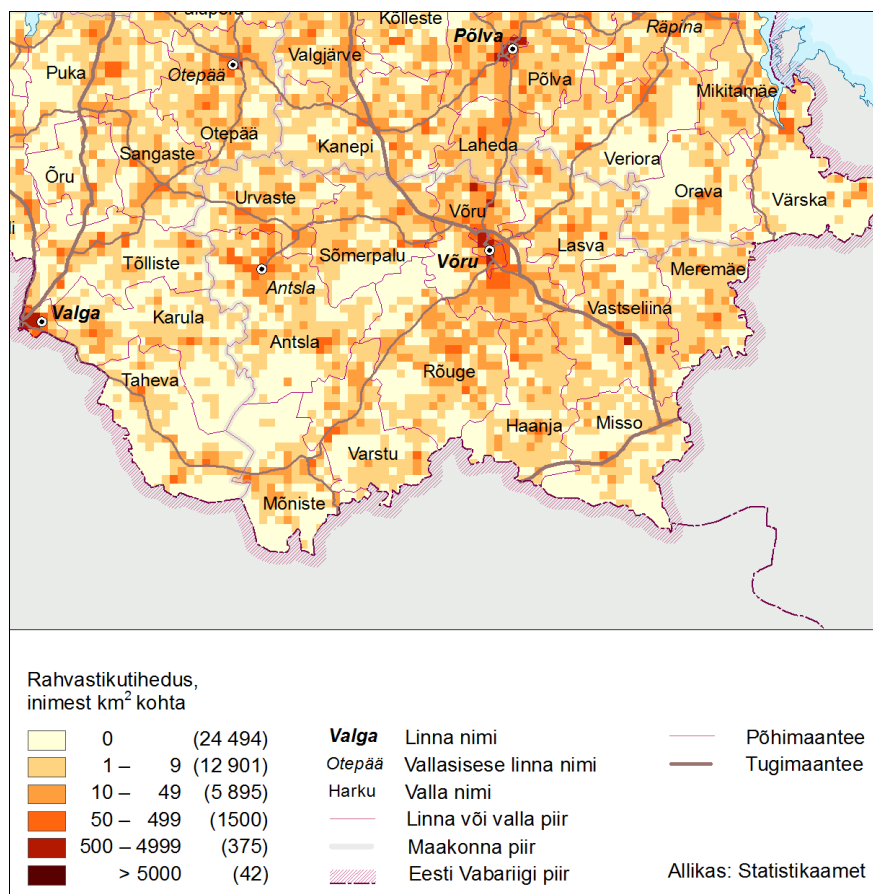 Palupera
Kõlleste
Põlva
Räpina
Valgjärve
Puka
Otepää
Põlva
Mikitamäe
Otepää
Kanepi
Laheda
Sangaste
Veriora
Õru
Urvaste
Orava
Värska
Võru
Lasva
Sõmerpalu
Võru
Tõlliste
Meremäe
Antsla
Vastseliina
Valga
Karula
Antsla
Rõuge
Taheva
Haanja
Misso
Varstu
Mõniste
Rahvastikutihedus,
inimest km² kohta
0 (24 494)
1 – 9 (12 901)
10 – 49 (5 895)
50 – 499 (1500)
500 – 4999 (375)
> 5000 (42)
Valga Linna nimi
Otepää Vallasisese linna nimi
Harku Valla nimi
Linna või valla piir
Maakonna piir
Eesti Vabariigi piir
Põhimaantee
Tugimaantee
Allikas: Statistikaamet